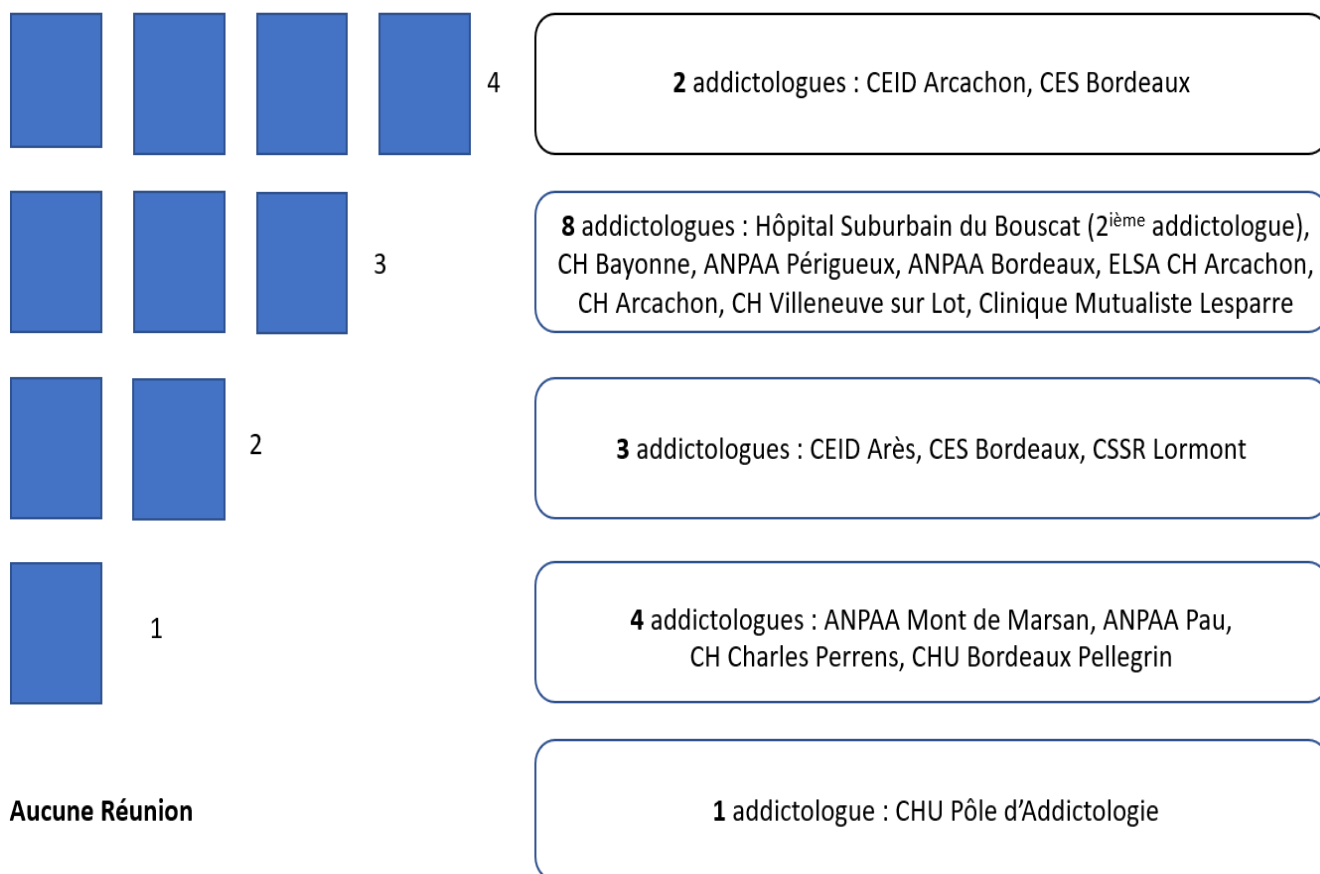 4
2 addictologues : CEID Arcachon, CES Bordeaux
3
8 addictologues : Hôpital Suburbain du Bouscat (2ième addictologue),
CH Bayonne, ANPAA Périgueux, ANPAA Bordeaux, ELSA CH Arcachon,
CH Arcachon, CH Villeneuve sur Lot, Clinique Mutualiste Lesparre
2
3 addictologues : CEID Arès, CES Bordeaux, CSSR Lormont
1
4 addictologues : ANPAA Mont de Marsan, ANPAA Pau,
CH Charles Perrens, CHU Bordeaux Pellegrin
Aucune Réunion
1 addictologue : CHU Pôle d’Addictologie